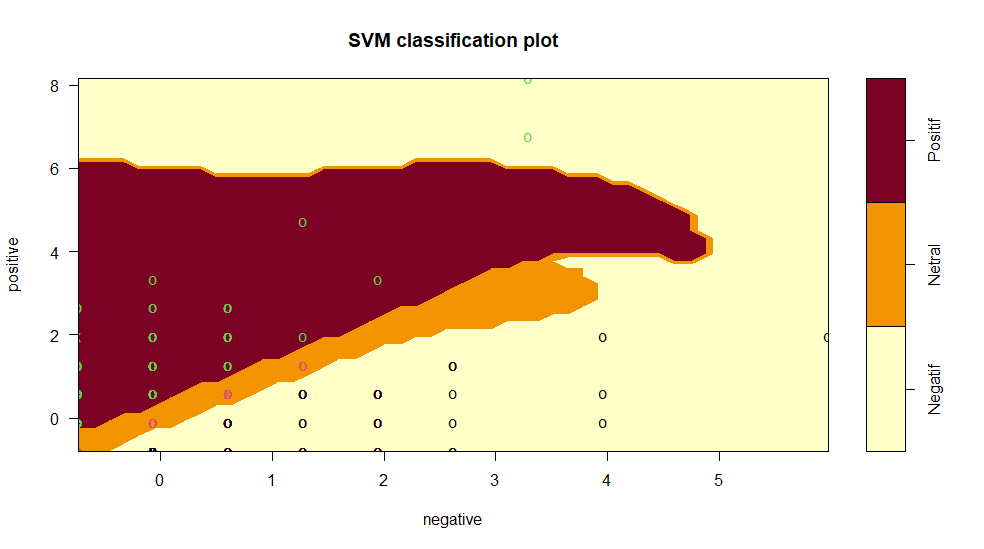 SVM classification plot
8
6
4
2
0
positive
0 1 2 3 4 5
negative
Positif
Netral
Negatif